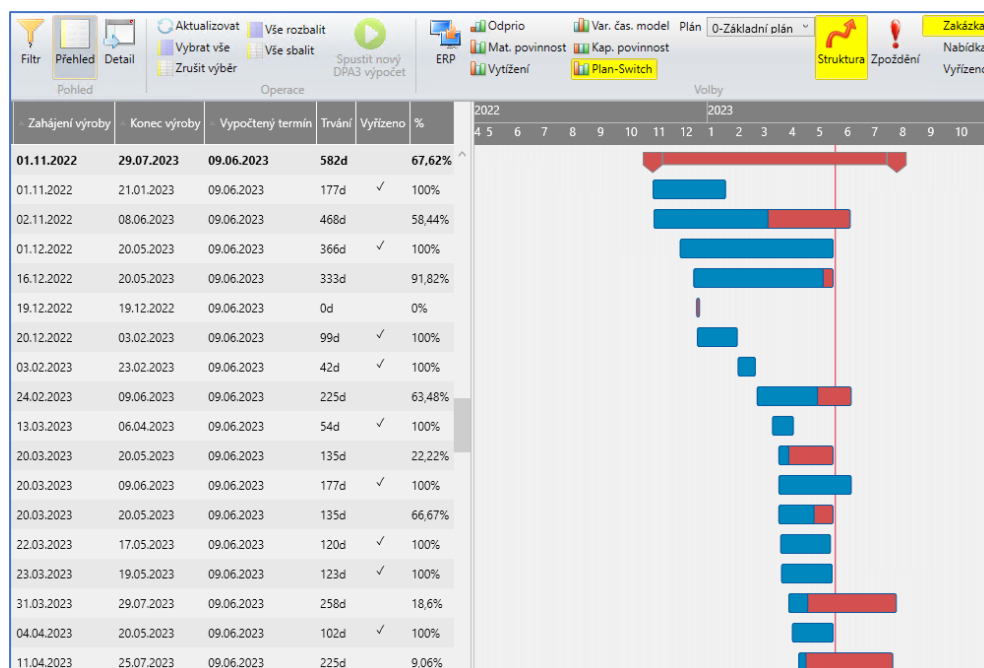 Filtr Přehled Detail
Pohled
Aktualizovat
Vybrat vše
Zrušit výběr
Vše rozbalit
Vše sbalit
Spustit nový
DPA3 výpočet
Operace
ERP
Odprio
Mat. povinnost
Vytížení
Var. čas. model
Kap. povinnost
Plan-Switch
Plán 0-Základní plán
Struktura
Zpoždění
Volby
Zakázka
Nabídka
Vyřízeno
Zahájení výroby Konec výroby Vypočtený termín Trvání Vyřízeno %
2022 2023
4 5 6 7 8 9 10 11 12 1 2 3 4 5 6 7 8 9 10
01.11.2022 29.07.2023 09.06.2023 582d 67,62%
01.11.2022 21.01.2023 09.06.2023 177d ✓ 100%
02.11.2022 08.06.2023 09.06.2023 468d 58,44%
01.12.2022 20.05.2023 09.06.2023 366d ✓ 100%
16.12.2022 20.05.2023 09.06.2023 333d 91,82%
19.12.2022 19.12.2022 09.06.2023 0d 0%
20.12.2022 03.02.2023 09.06.2023 99d ✓ 100%
03.02.2023 23.02.2023 09.06.2023 42d ✓ 100%
24.02.2023 09.06.2023 09.06.2023 225d 63,48%
13.03.2023 06.04.2023 09.06.2023 54d ✓ 100%
20.03.2023 20.05.2023 09.06.2023 135d 22,22%
20.03.2023 09.06.2023 09.06.2023 177d ✓ 100%
20.03.2023 20.05.2023 09.06.2023 135d 66,67%
22.03.2023 17.05.2023 09.06.2023 120d ✓ 100%
23.03.2023 19.05.2023 09.06.2023 123d ✓ 100%
31.03.2023 29.07.2023 09.06.2023 258d 18,6%
04.04.2023 20.05.2023 09.06.2023 102d ✓ 100%
11.04.2023 25.07.2023 09.06.2023 225d 9,06%